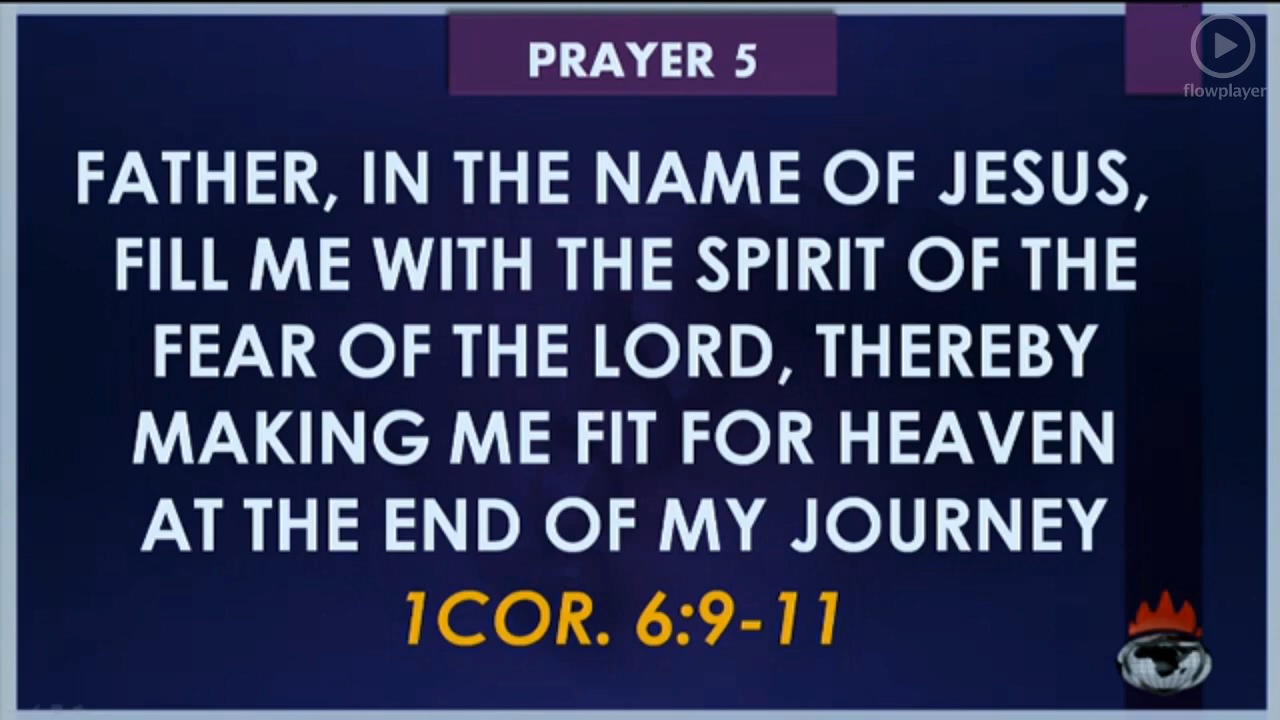 PRAYER 5
flowplayer
FATHER, IN THE NAME OF JESUS,
FILL ME WITH THE SPIRIT OF THE
FEAR OF THE LORD, THEREBY
MAKING ME FIT FOR HEAVEN
AT THE END OF MY JOURNEY
1COR. 6:9-11